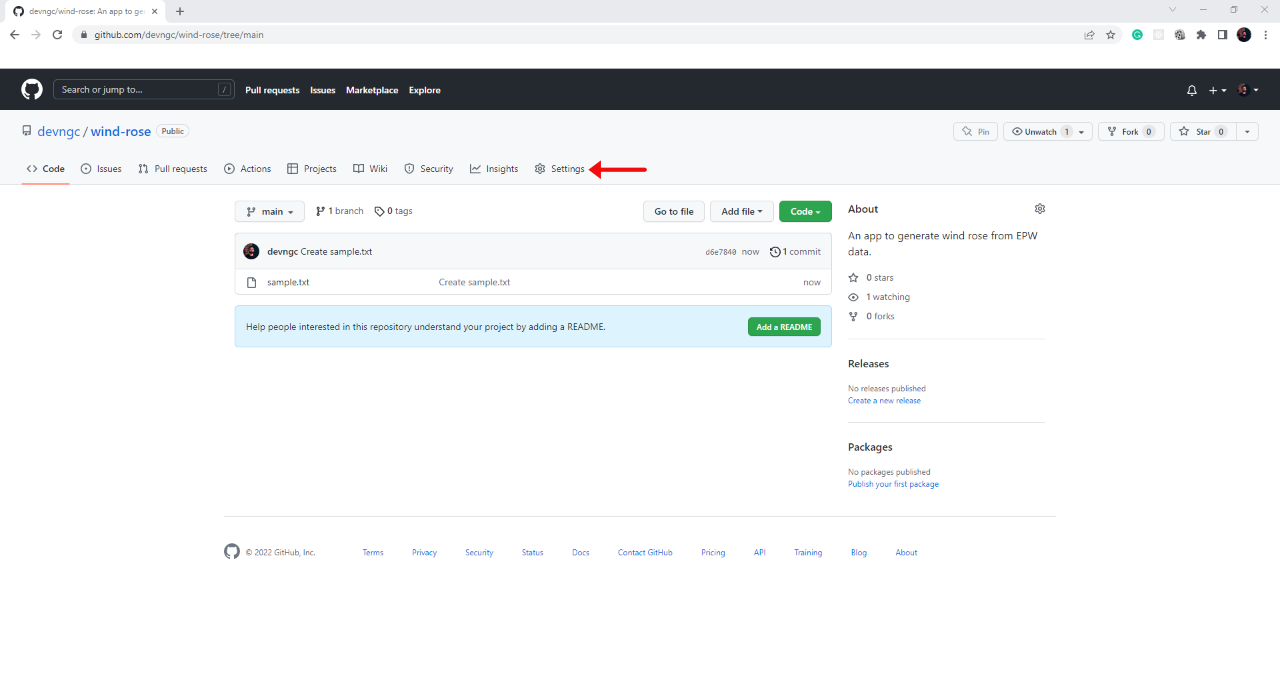 devngc/wind-rose: An app to ge
github.com/devngc/wind-rose/tree/main
Search or jump to... / Pull requests Issues Marketplace Explore
devngc / wind-rose Public Pin Unwatch 1 Fork 0 Star 0
Code Issues Pull requests Actions Projects Wiki Security Insights Settings
main 1 branch 0 tags Go to file Add file Code
devngc Create sample.txt d6e7840 now 1 commit
sample.txt Create sample.txt now
Help people interested in this repository understand your project by adding a README. Add a README
About
An app to generate wind rose from EPW
data.
0 stars
1 watching
0 forks
Releases
No releases published
Create a new release
Packages
No packages published
Publish your first package
© 2022 GitHub, Inc. Terms Privacy Security Status Docs Contact GitHub Pricing API Training Blog About